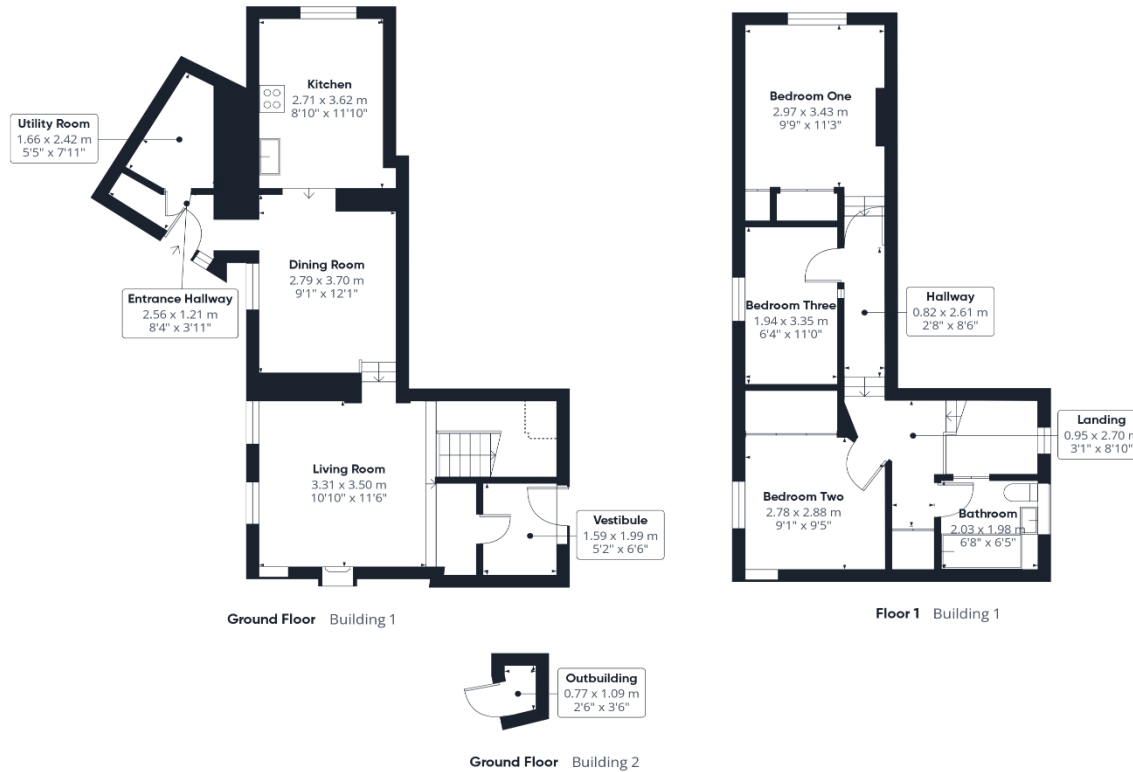 Kitchen
2.71 x 3.62 m
8'10" x 11'10"
Utility Room
1.66 x 2.42 m
5'5" x 7'11"
Dining Room
2.79 x 3.70 m
9'1" x 12'1"
Entrance Hallway
2.56 x 1.21 m
8'4" x 3'11"
Living Room
3.31 x 3.50 m
10'10" x 11'6"
Vestibule
1.59 x 1.99 m
5'2" x 6'6"
Ground Floor Building 1
Bedroom One
2.97 x 3.43 m
9'9" x 11'3"
Bedroom Three
1.94 x 3.35 m
6'4" x 11'0"
Hallway
0.82 x 2.61 m
2'8" x 8'6"
Landing
0.95 x 2.70 m
3'1" x 8'10"
Bedroom Two
2.78 x 2.88 m
9'1" x 9'5"
Bathroom
2.03 x 1.98 m
6'8" x 6'5"
Floor 1 Building 1
Outbuilding
0.77 x 1.09 m
2'6" x 3'6"
Ground Floor Building 2